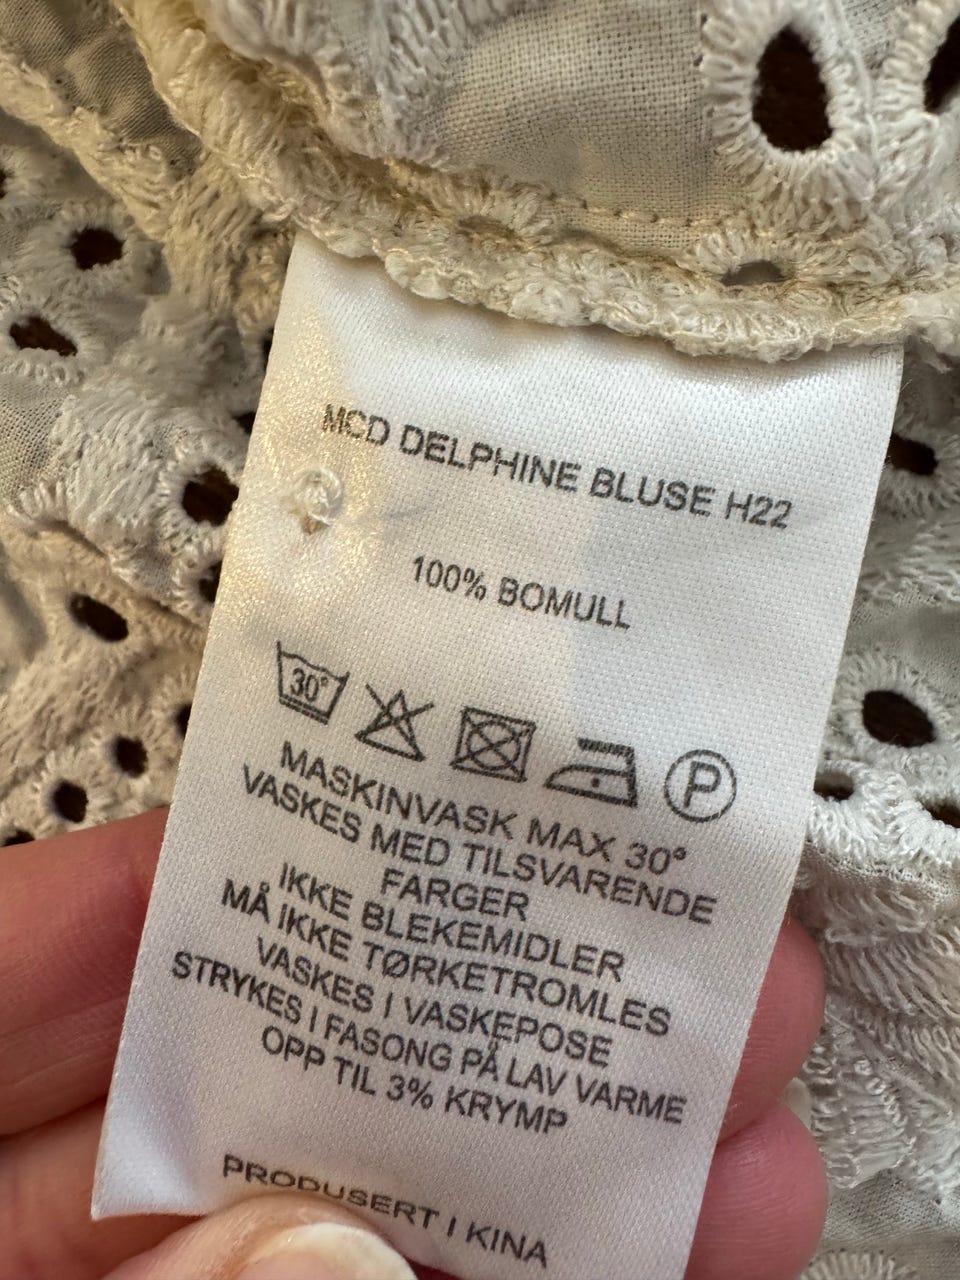 MCD DELPHINE BLUSE H22
100% BOMULL
30°
P
MASKINVASK MAX 30°
VASKES MED TILSVARENDE
FARGER
IKKE BLEKEMIDLER
MÅ IKKE TØRKETROMLES
VASKES I VASKEPOSE
STRYKES I FASONG PÅ LAV VARME
OPP TIL 3% KRYMP
PRODUSERT I KINA